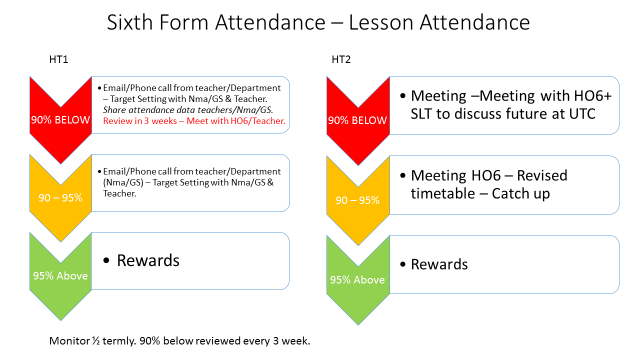 Sixth Form Attendance – Lesson Attendance
HT1
90% BELOW
• Email/Phone call from teacher/Department
– Target Setting with Nma/GS & Teacher.
Share attendance data teachers/Nma/GS.
Review in 3 weeks – Meet with HO6/Teacher.
90 – 95%
• Email/Phone call from teacher/Department
(Nma/GS) – Target Setting with Nma/GS &
Teacher.
95% Above
• Rewards
HT2
90% BELOW
• Meeting –Meeting with HO6+
SLT to discuss future at UTC
90 – 95%
• Meeting HO6 – Revised
timetable – Catch up
95% Above
• Rewards
Monitor ½ termly. 90% below reviewed every 3 week.